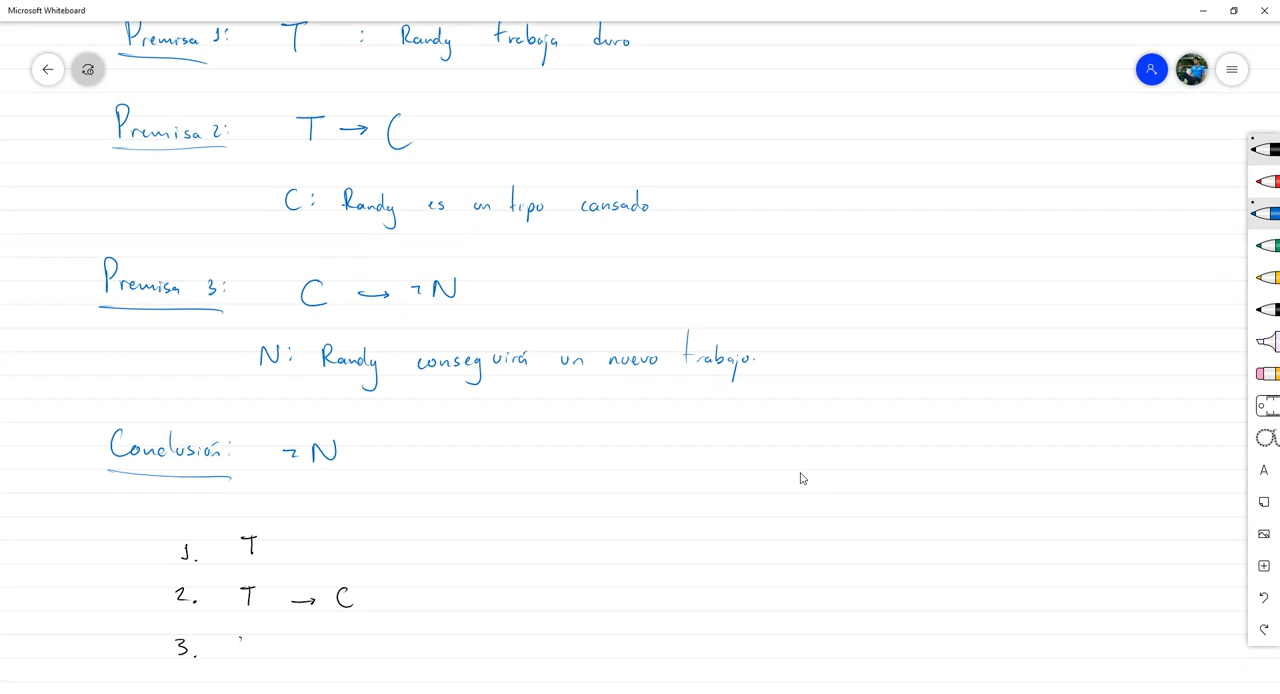 Microsoft Whiteboard
Premisa 1: T : Randy trabaja duro
Premisa 2: T → C
C: Randy es un tipo cansado
Premisa 3: C → ¬N
N: Randy conseguirá un nuevo trabajo.
Conclusión: ¬N
1. T
2. T → C
3.
A